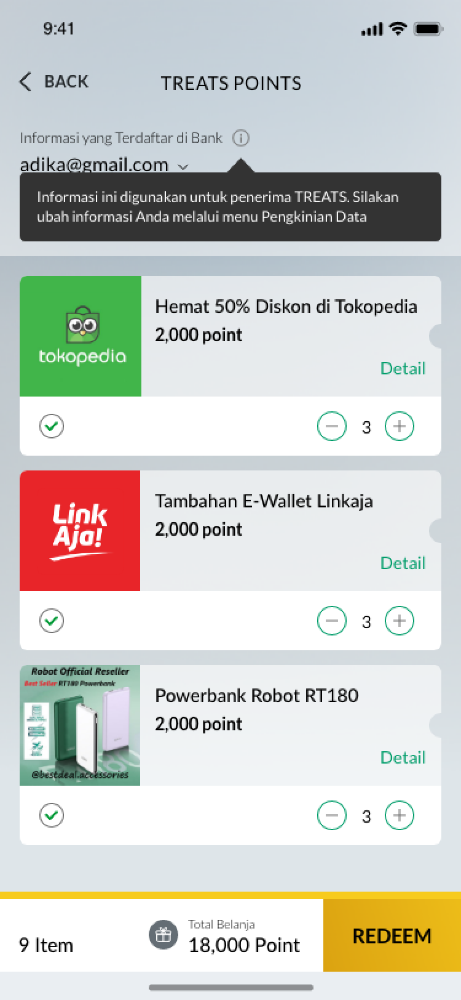 9:41
BACK
TREATS POINTS
Informasi yang Terdaftar di Bank
adika@gmail.com
Informasi ini digunakan untuk penerima TREATS. Silakan
ubah informasi Anda melalui menu Pengkinian Data
tokopedia
Hemat 50% Diskon di Tokopedia
2,000 point
Detail
3
Link
Aja!
Tambahan E-Wallet Linkaja
2,000 point
Detail
3
Robot Official Reseller
Best Seller RT180 Powerbank
@bestdeal.accessories
Powerbank Robot RT180
2,000 point
Detail
3
9 Item
Total Belanja
18,000 Point
REDEEM